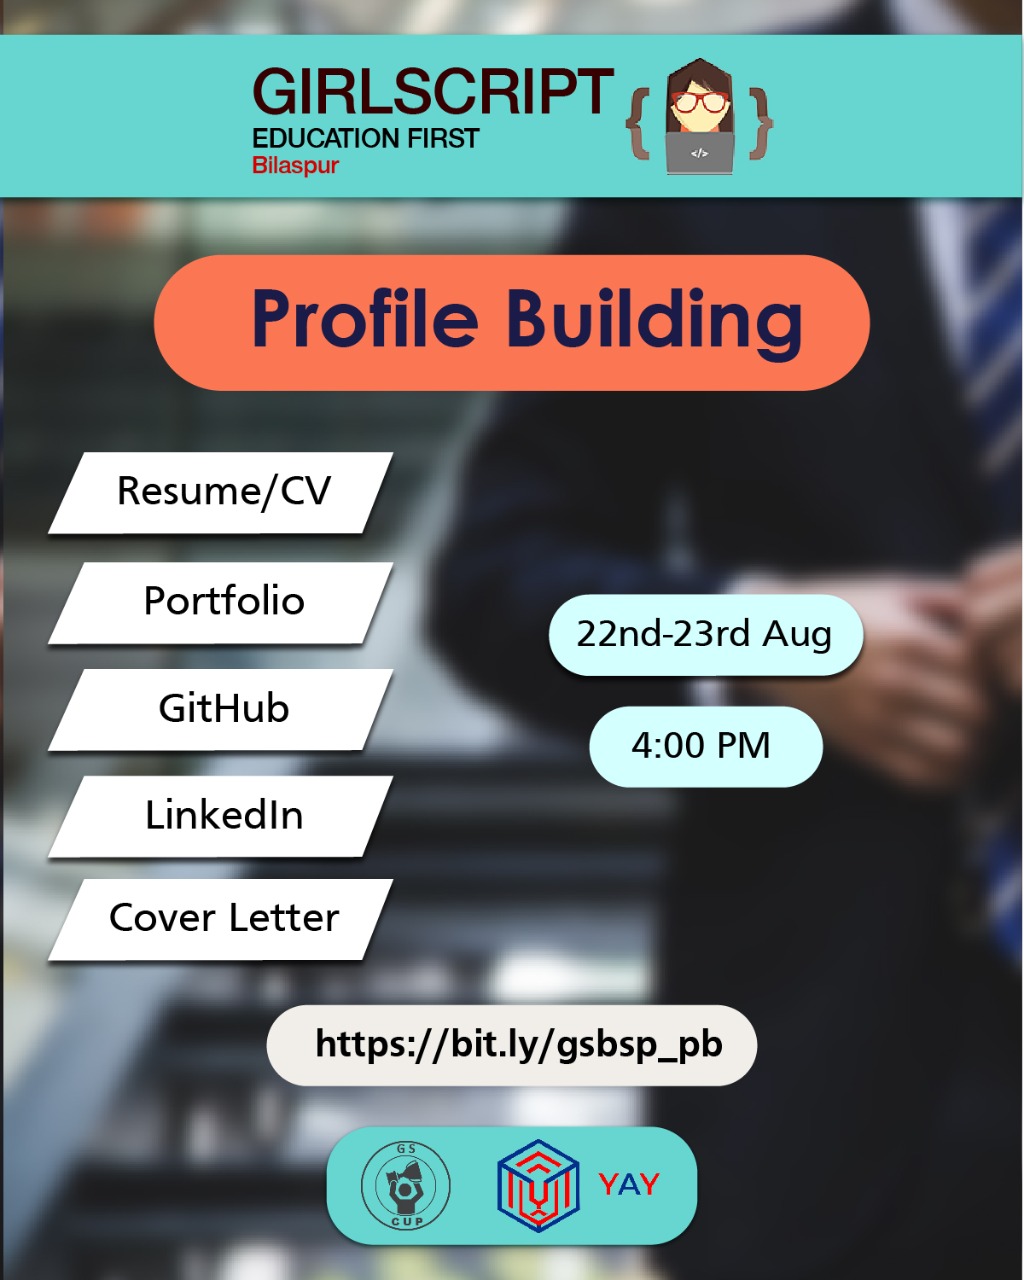 GIRLSCRIPT
EDUCATION FIRST
Bilaspur
{ </> }
Profile Building
Resume/CV
Portfolio
GitHub
LinkedIn
Cover Letter
22nd-23rd Aug
4:00 PM
https://bit.ly/gsbsp_pb
GS
CUP
YAY